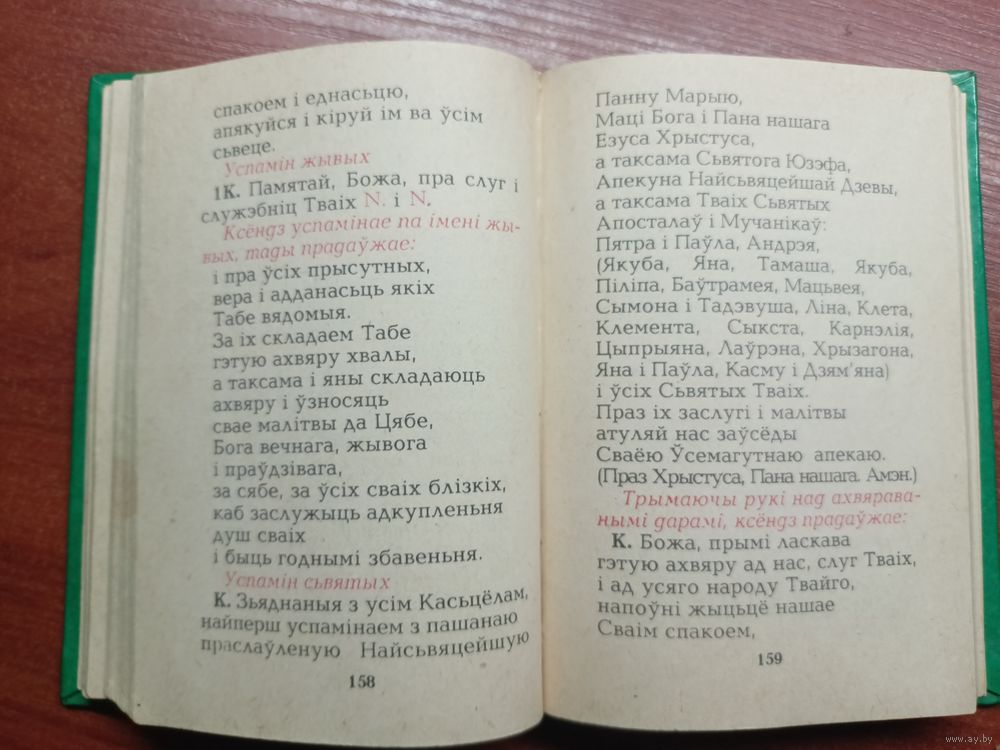 спакоем і еднасьцю,
апякуйся і кіруй ім ва ўсім
сьвеце.
Успамін жывых
1К. Памятай, Божа, пра слуг і
служэбніц Тваіх N. і N.
Ксёндз успамінае па імені жы-
вых, тады прадаўжае:
і пра ўсіх прысутных,
вера і адданасьць якіх
Табе вядомыя.
За іх складаем Табе
гэтую ахвяру хвалы,
а таксама і яны складаюць
ахвяру і ўзносяць
свае малітвы да Цябе,
Бога вечнага, жывога
і праўдзівага,
за сябе, за ўсіх сваіх блізкіх,
каб заслужыць адкупленьня
душ сваіх
і быць годнымі збавеньня.
Успамін сьвятых
К. Зьяднаныя з усім Касьцёлам,
найперш успамінаем з пашанаю
праслаўленую Найсьвяцейшую
158
Панну Марыю,
Маці Бога і Пана нашага
Езуса Хрыстуса,
а таксама Сьвятога Юзэфа,
Апекуна Найсьвяцейшай Дзевы,
а таксама Тваіх Сьвятых
Апосталаў і Мучанікаў:
Пятра і Паўла, Андрэя,
(Якуба, Яна, Тамаша, Якуба,
Піліпа, Баўтрамея, Мацьвея,
Сымона і Тадэвуша, Ліна, Клета,
Клемента, Сыкста, Карнэлія,
Цыпрыяна, Лаўрэна, Хрызагона,
Яна і Паўла, Касму і Дзям'яна)
і ўсіх Сьвятых Тваіх.
Праз іх заслугі і малітвы
атуляй нас заўсёды
Сваёю Ўсемагутнаю апекаю.
(Праз Хрыстуса, Пана нашага. Амэн.)
Трымаючы рукі над ахвярава-
нымі дарамі, ксёндз прадаўжае:
К. Божа, прымі ласкава
гэтую ахвяру ад нас, слуг Тваіх,
і ад усяго народу Твайго,
напоўні жыцьцё нашае
Сваім спакоем,
159
www.ay.by